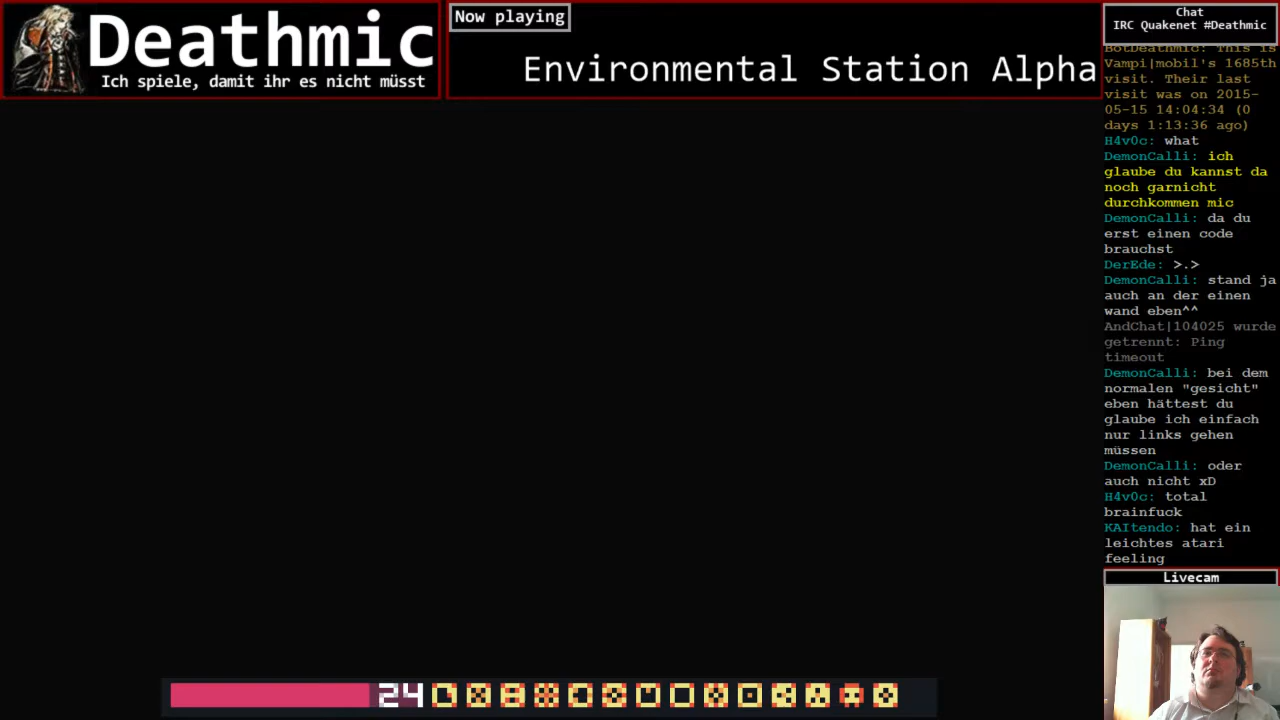 Deathmic
Ich spiele, damit ihr es nicht müsst
Now playing
Environmental Station Alpha
Chat
IRC Quakenet #Deathmic
BotDeathmic: This is
Vampi|mobil's 1685th
visit. Their last
visit was on 2015-
05-15 14:04:34 (0
days 1:13:36 ago)
H4v0c: what
DemonCalli: ich
glaube du kannst da
noch garnicht
durchkommen mic
DemonCalli: da du
erst einen code
brauchst
DerEde: >.>
DemonCalli: stand ja
auch an der einen
wand eben^^
AndChat|104025 wurde
getrennt: Ping
timeout
DemonCalli: bei dem
normalen "gesicht"
eben hättest du
glaube ich einfach
nur links gehen
müssen
DemonCalli: oder
auch nicht xD
H4v0c: total
brainfuck
KAItendo: hat ein
leichtes atari
feeling
Livecam
24